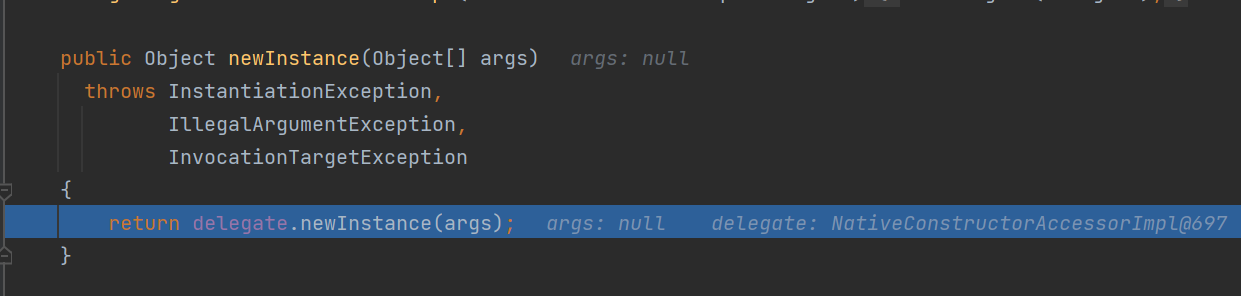 public Object newInstance(Object[] args)   args: null
  throws InstantiationException,
         IllegalArgumentException,
         InvocationTargetException
{
    return delegate.newInstance(args);   args: null    delegate: NativeConstructorAccessorImpl@697
}